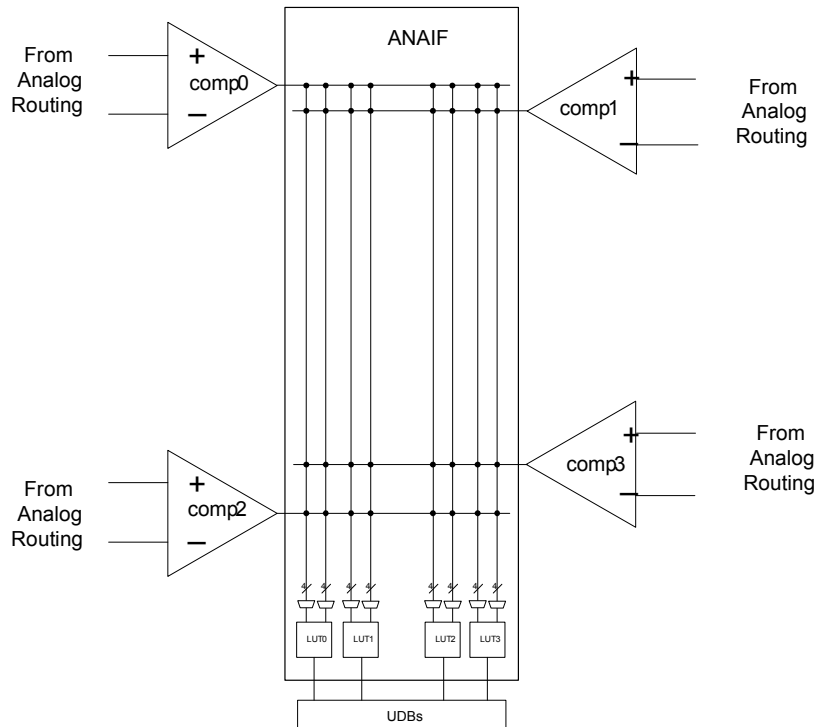 ANAIF
From
Analog
Routing
+
comp0
−
+
comp1
−
From
Analog
Routing
From
Analog
Routing
+
comp2
−
+
comp3
−
From
Analog
Routing
4 4 4 4 4 4 4 4
LUT0 LUT1 LUT2 LUT3
UDBs